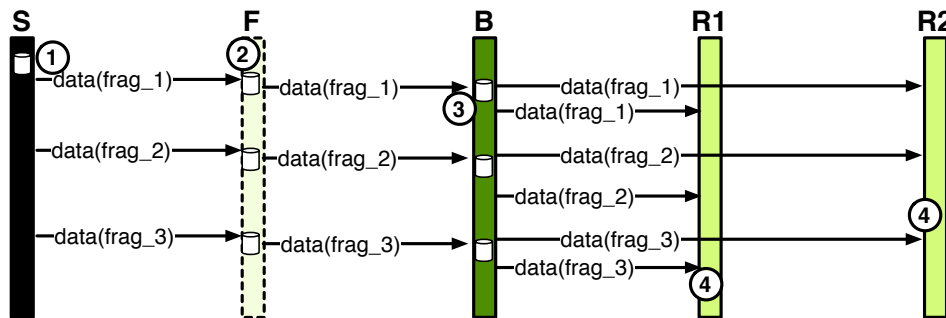 S F B R1 R2
1 2
data(frag_1) data(frag_1) data(frag_1)
3 data(frag_1)
data(frag_2) data(frag_2) data(frag_2)
data(frag_2)
4
data(frag_3) data(frag_3) data(frag_3)
data(frag_3)
4